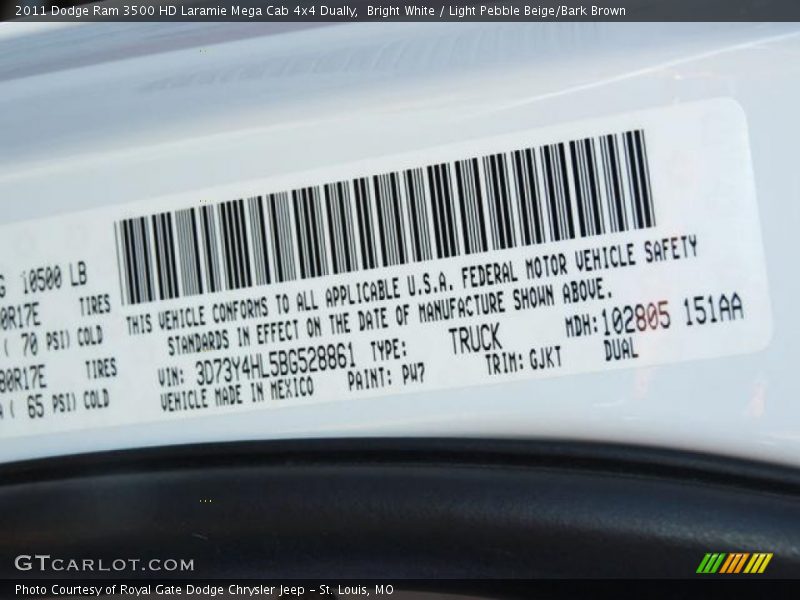 2011 Dodge Ram 3500 HD Laramie Mega Cab 4x4 Dually, Bright White / Light Pebble Beige/Bark Brown
10500 LB
TIRES
( 70 PSI) COLD
TIRES
( 65 PSI) COLD
THIS VEHICLE CONFORMS TO ALL APPLICABLE U.S.A. FEDERAL MOTOR VEHICLE SAFETY
STANDARDS IN EFFECT ON THE DATE OF MANUFACTURE SHOWN ABOVE.
VIN: 3D73Y4HL5BG528861 TYPE: TRUCK MDH:102805 151AA
VEHICLE MADE IN MEXICO PAINT: PW7 TRIM: GJKT DUAL
GTCARLOT.COM
Photo Courtesy of Royal Gate Dodge Chrysler Jeep – St. Louis, MO